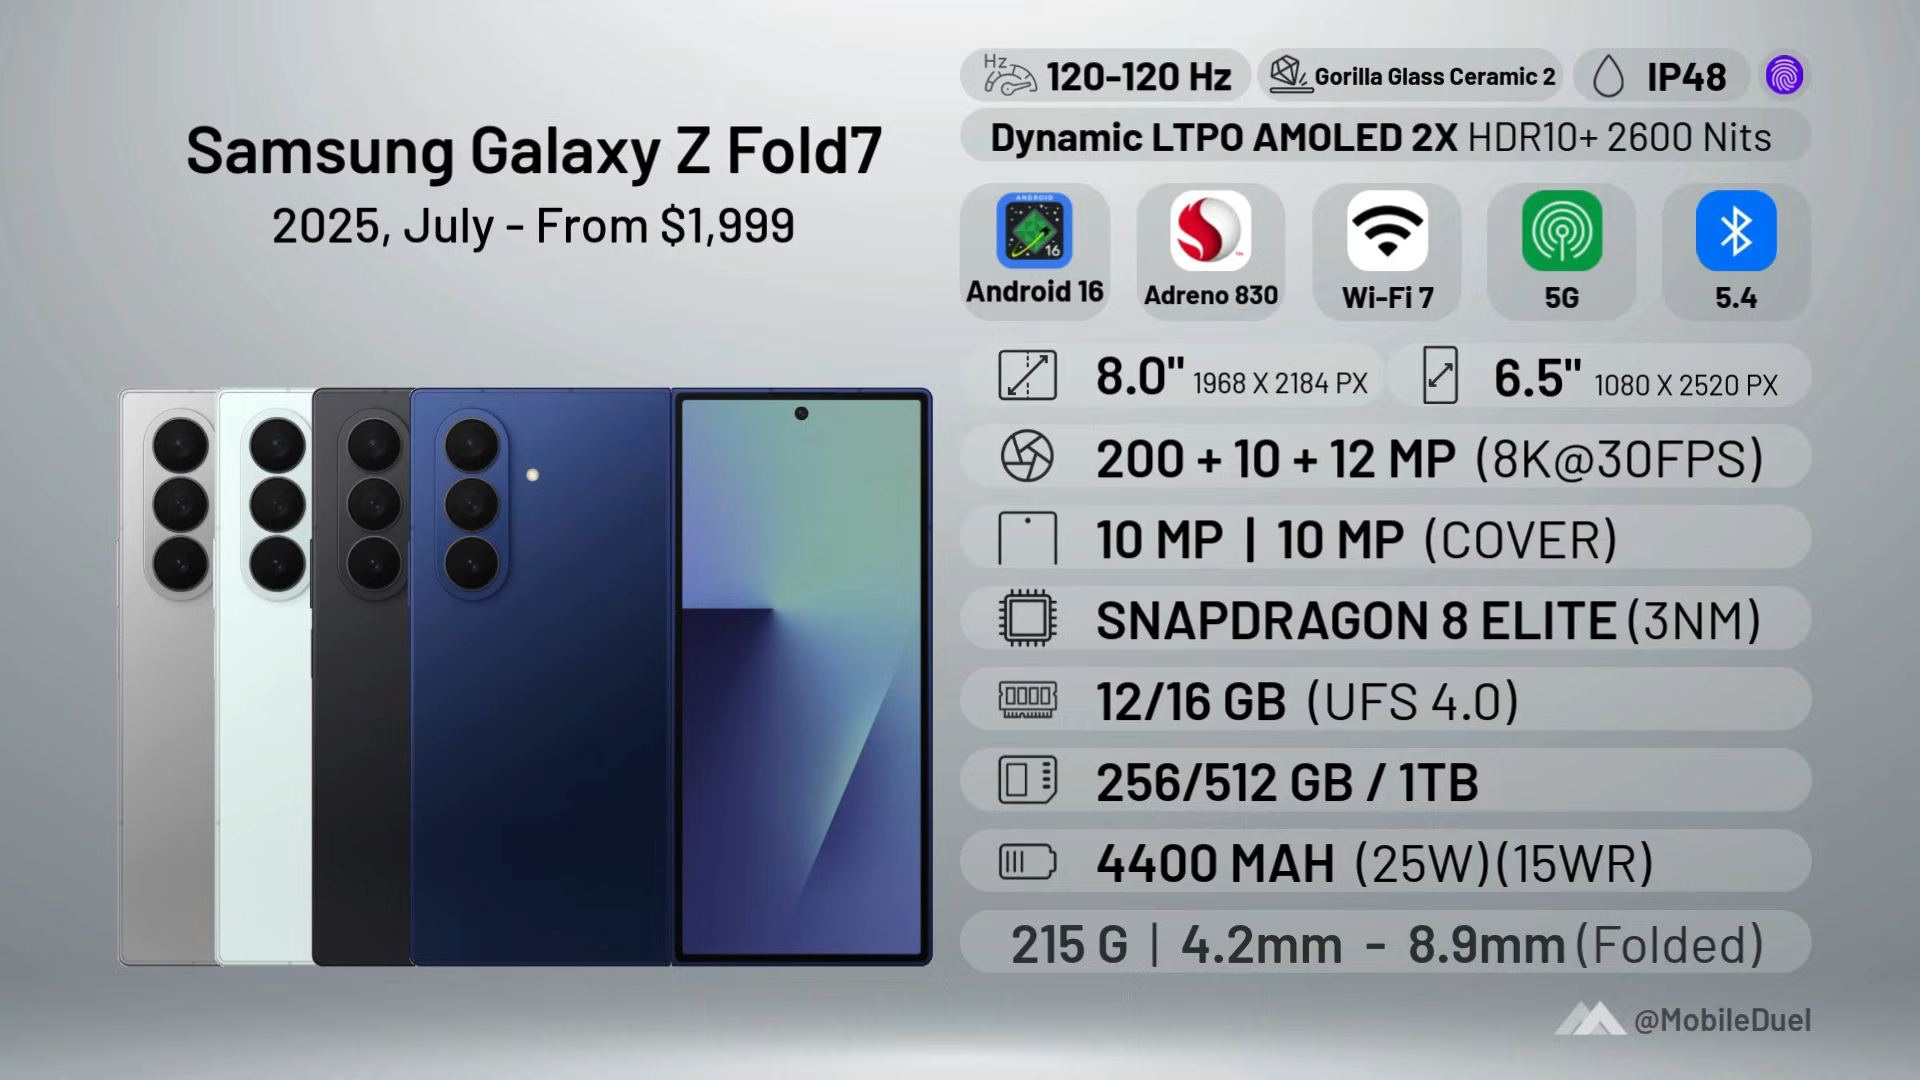 Samsung Galaxy Z Fold7
2025, July - From $1,999
Hz
120-120 Hz
Gorilla Glass Ceramic 2
IP48
Dynamic LTPO AMOLED 2X HDR10+ 2600 Nits
ANDROID
16
Android 16
Adreno 830
Wi-Fi 7
5G
5.4
8.0" 1968 X 2184 PX
6.5" 1080 X 2520 PX
200 + 10 + 12 MP (8K@30FPS)
10 MP | 10 MP (COVER)
SNAPDRAGON 8 ELITE (3NM)
12/16 GB (UFS 4.0)
256/512 GB / 1TB
4400 MAH (25W)(15WR)
215 G | 4.2mm - 8.9mm (Folded)
@MobileDuel